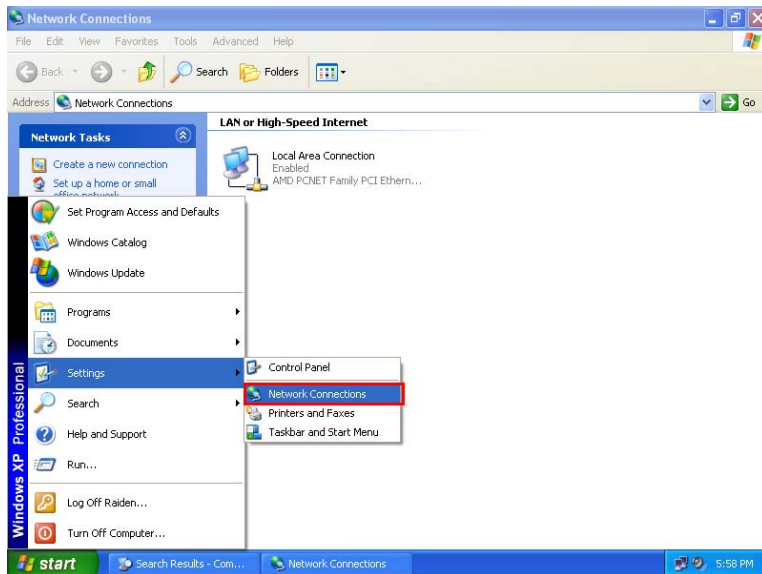 Network Connections
File Edit View Favorites Tools Advanced Help
Back Search Folders
Address Network Connections Go
LAN or High-Speed Internet
Network Tasks
Create a new connection
Set up a home or small
office network
Local Area Connection
Enabled
AMD PCNET Family PCI Ethern...
Set Program Access and Defaults
Windows Catalog
Windows Update
Programs
Documents
Settings
Search
Help and Support
Run...
Log Off Raiden...
Turn Off Computer...
Windows XP Professional
Control Panel
Network Connections
Printers and Faxes
Taskbar and Start Menu
start Search Results - Com... Network Connections 5:58 PM